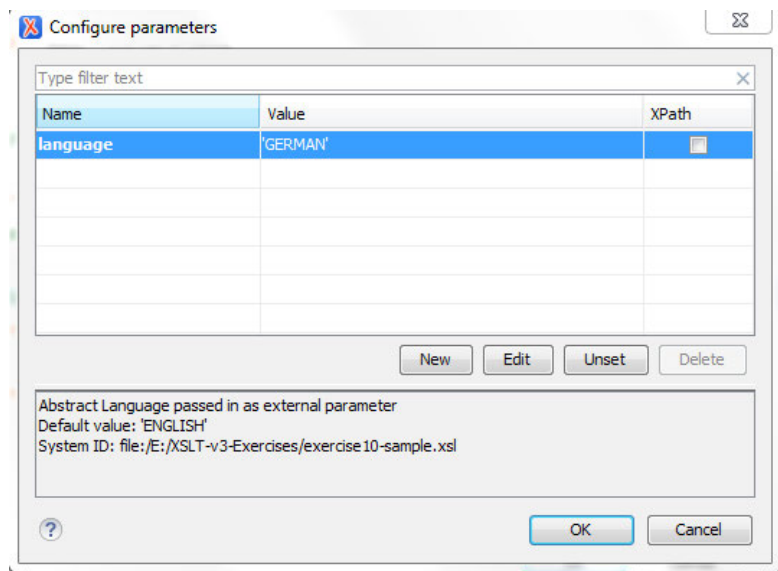 Configure parameters
Type filter text
Name Value XPath
language 'GERMAN'
New Edit Unset Delete
Abstract Language passed in as external parameter
Default value: 'ENGLISH'
System ID: file:/E:/XSLT-v3-Exercises/exercise10-sample.xsl
? OK Cancel